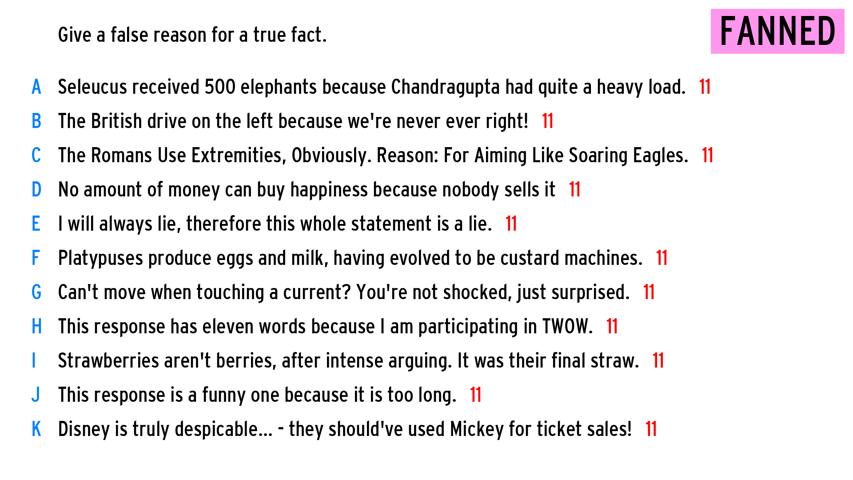 Give a false reason for a true fact.
FANNED
A Seleucus received 500 elephants because Chandragupta had quite a heavy load. 11
B The British drive on the left because we're never ever right! 11
C The Romans Use Extremities, Obviously. Reason: For Aiming Like Soaring Eagles. 11
D No amount of money can buy happiness because nobody sells it 11
E I will always lie, therefore this whole statement is a lie. 11
F Platypuses produce eggs and milk, having evolved to be custard machines. 11
G Can't move when touching a current? You're not shocked, just surprised. 11
H This response has eleven words because I am participating in TWOW. 11
I Strawberries aren't berries, after intense arguing. It was their final straw. 11
J This response is a funny one because it is too long. 11
K Disney is truly despicable... - they should've used Mickey for ticket sales! 11